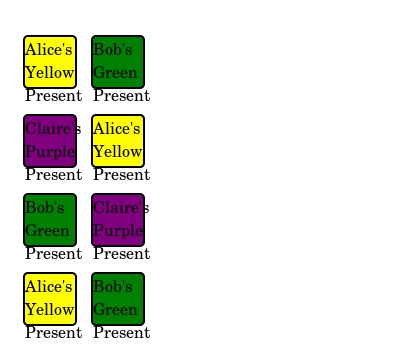 Alice's
Yellow
Present
Bob's
Green
Present
Claire's
Purple
Present
Alice's
Yellow
Present
Bob's
Green
Present
Claire's
Purple
Present
Alice's
Yellow
Present
Bob's
Green
Present